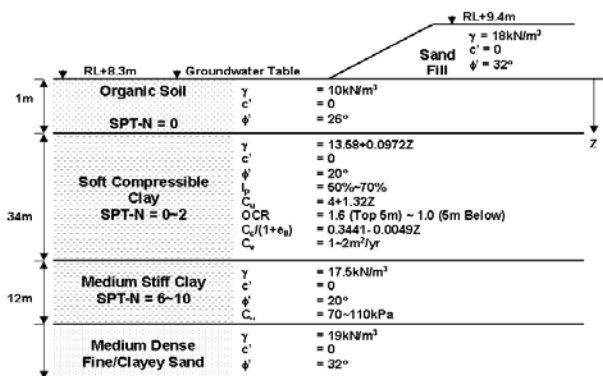 RL+9.4m
γ = 18kN/m³
c' = 0
ϕ' = 32°
Sand
Fill
RL+8.3m
Groundwater Table
1m
Organic Soil
SPT-N = 0
γ = 10kN/m³
c' = 0
ϕ' = 26°
Z
34m
Soft Compressible
Clay
SPT-N = 0~2
γ = 13.58+0.0972Z
c' = 0
ϕ' = 20°
Iₚ = 50%~70%
Cᵤ = 4+1.32Z
OCR = 1.6 (Top 5m) ~ 1.0 (5m Below)
C꜀/(1+e₀) = 0.3441-0.0049Z
Cᵥ = 1~2m²/yr
12m
Medium Stiff Clay
SPT-N = 6~10
γ = 17.5kN/m³
c' = 0
ϕ' = 20°
Cᵤ = 70~110kPa
Medium Dense
Fine/Clayey Sand
γ = 19kN/m³
c' = 0
ϕ' = 32°